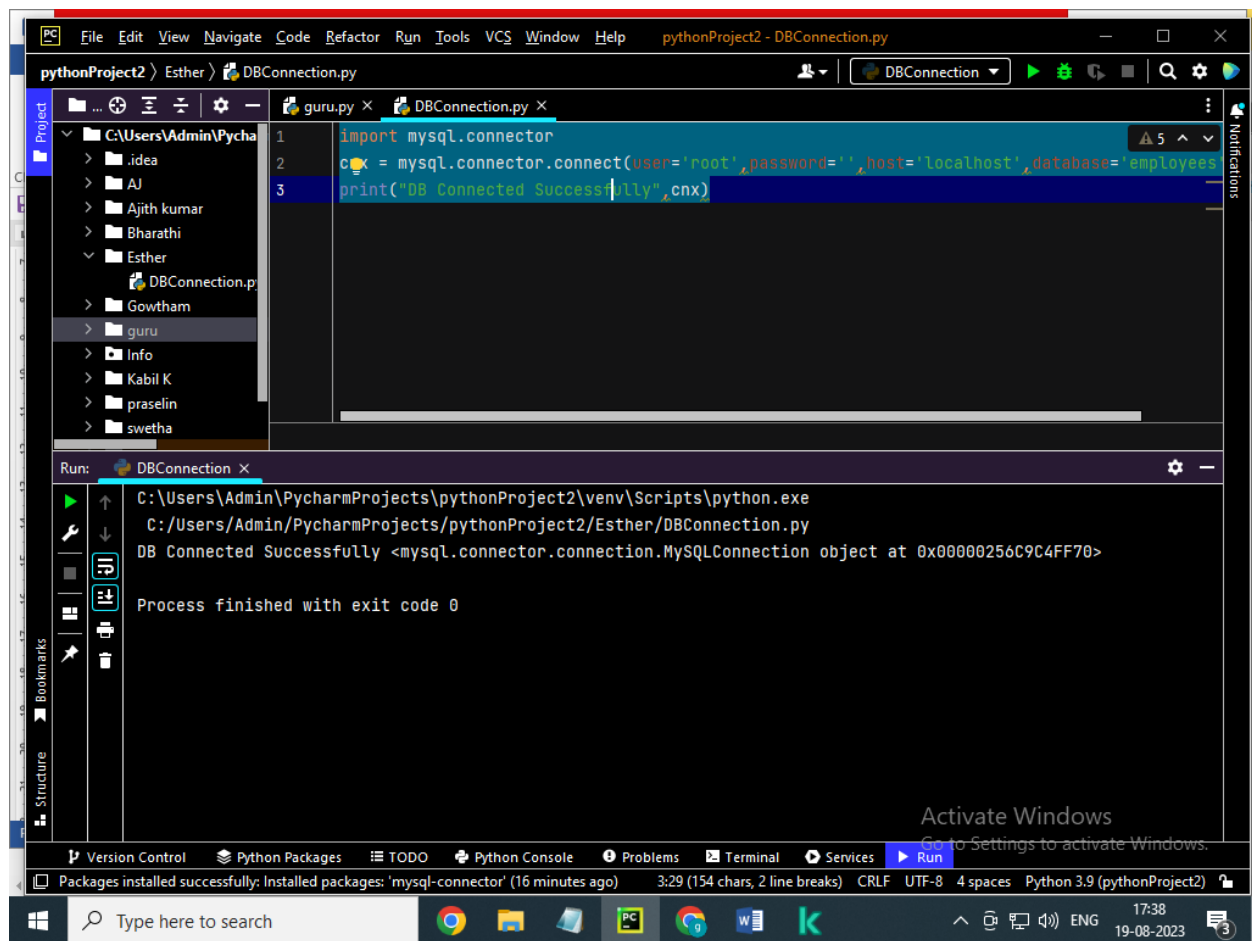 PC File Edit View Navigate Code Refactor Run Tools VCS Window Help pythonProject2 - DBConnection.py
pythonProject2 〉 Esther 〉 DBConnection.py DBConnection
Project
... guru.py × DBConnection.py ×
C:\Users\Admin\Pycha
.idea
AJ
Ajith kumar
Bharathi
Esther
DBConnection.p
Gowtham
guru
Info
Kabil K
praselin
swetha
1 import mysql.connector
2 c x = mysql.connector.connect(user='root',password='',host='localhost',database='employees'
3 print("DB Connected Successfully",cnx)
5
Notifications
Run: DBConnection ×
C:\Users\Admin\PycharmProjects\pythonProject2\venv\Scripts\python.exe
C:/Users/Admin/PycharmProjects/pythonProject2/Esther/DBConnection.py
DB Connected Successfully <mysql.connector.connection.MySQLConnection object at 0x00000256C9C4FF70>
Process finished with exit code 0
Bookmarks
Structure
Activate Windows
Go to Settings to activate Windows.
Version Control Python Packages TODO Python Console Problems Terminal Services Run
Packages installed successfully: Installed packages: 'mysql-connector' (16 minutes ago) 3:29 (154 chars, 2 line breaks) CRLF UTF-8 4 spaces Python 3.9 (pythonProject2)
Type here to search PC g W ENG 17:38
19-08-2023 3